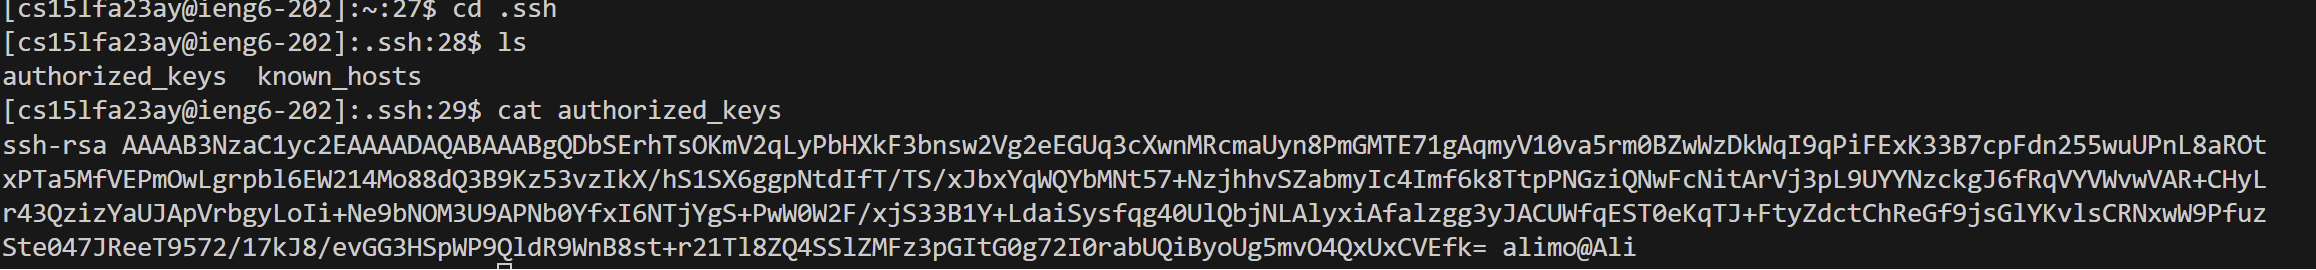 [cs15lfa23ay@ieng6-202]:~:27$ cd .ssh
[cs15lfa23ay@ieng6-202]:.ssh:28$ ls
authorized_keys  known_hosts
[cs15lfa23ay@ieng6-202]:.ssh:29$ cat authorized_keys
ssh-rsa AAAAB3NzaC1yc2EAAAADAQABAAABgQDbSErhTsOKmV2qLyPbHXkF3bnsw2Vg2eEGUq3cXwnMRcmaUyn8PmGMTE71gAqmyV10va5rm0BZwWzDkWqI9qPiFExK33B7cpFdn255wuUPnL8aROt
xPTa5MfVEPmOwLgrpbl6EW214Mo88dQ3B9Kz53vzIkX/hS1SX6ggpNtdIfT/TS/xJbxYqWQYbMNt57+NzjhhvSZabmyIc4Imf6k8TtpPNGziQNwFcNitArVj3pL9UYYNzckgJ6fRqVYVWvwVAR+CHyL
r43QzizYaUJApVrbgyLoIi+Ne9bNOM3U9APNb0YfxI6NTjYgS+PwW0W2F/xjS33B1Y+LdaiSysfqg40UlQbjNLAlyxiAfalzgg3yJACUWfqEST0eKqTJ+FtyZdctChReGf9jsGlYKvlsCRNxwW9Pfuz
Ste047JReeT9572/17kJ8/evGG3HSpWP9QldR9WnB8st+r21Tl8ZQ4SSlZMFz3pGItG0g72I0rabUQiByoUg5mvO4QxUxCVEfk= alimo@Ali